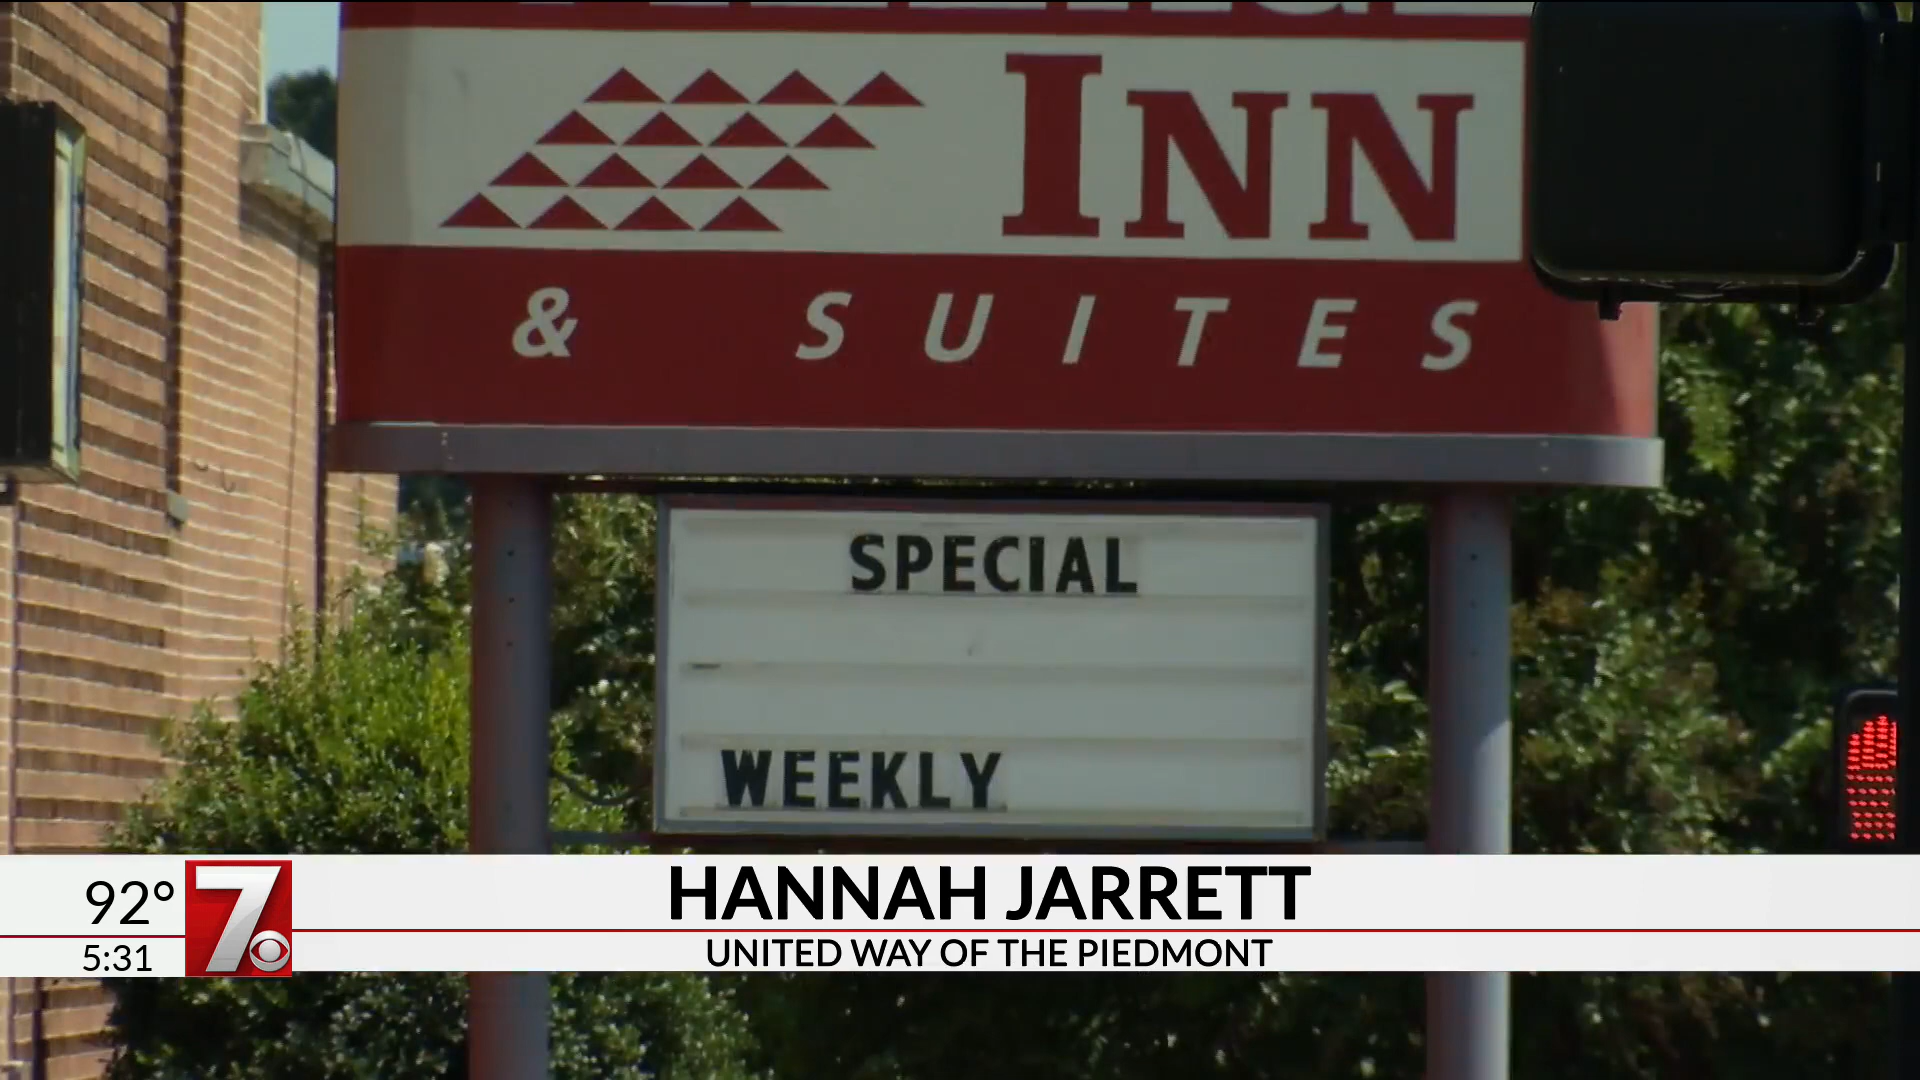 INN
& SUITES
SPECIAL
WEEKLY
92°
5:31
7
HANNAH JARRETT
UNITED WAY OF THE PIEDMONT